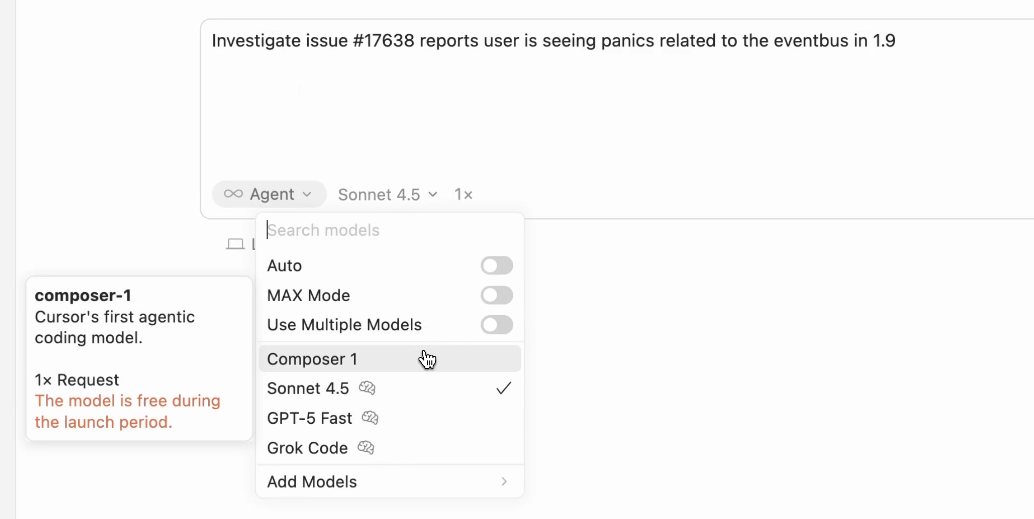 Investigate issue #17638 reports user is seeing panics related to the eventbus in 1.9
∞ Agent
Sonnet 4.5
1×
L
Search models
Auto
MAX Mode
Use Multiple Models
Composer 1
Sonnet 4.5
GPT-5 Fast
Grok Code
Add Models
composer-1
Cursor's first agentic
coding model.
1× Request
The model is free during
the launch period.